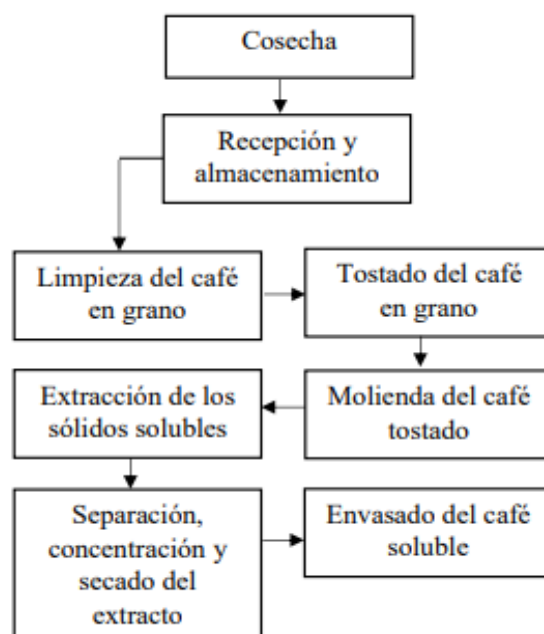 Cosecha
Recepción y
almacenamiento
Limpieza del café
en grano
Tostado del café
en grano
Molienda del café
tostado
Extracción de los
sólidos solubles
Separación,
concentración y
secado del
extracto
Envasado del café
soluble